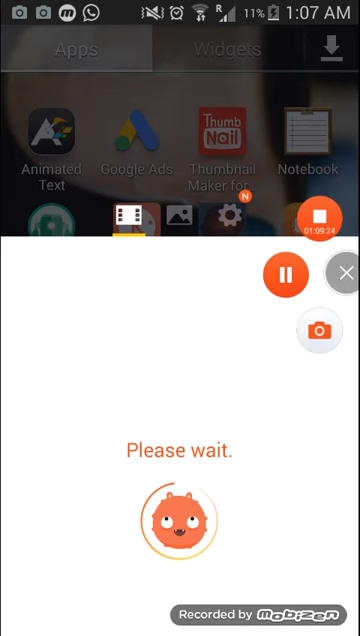 R 11% 1:07 AM
Apps Widgets
Thumb
Nail
Animated Google Ads Thumbnail Notebook
Text Maker for...
N
01:09:24
Please wait.
Recorded by mobizen